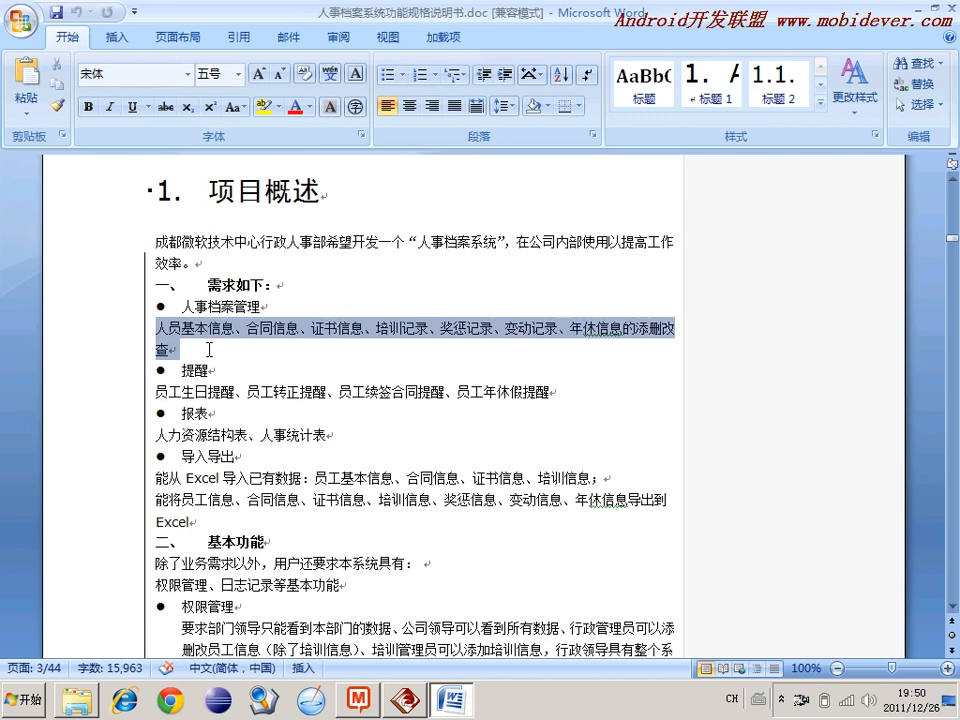 人事档案系统功能规格说明书.doc [兼容模式] - Microsoft Word
Android开发联盟 www.mobidever.com
开始 插入 页面布局 引用 邮件 审阅 视图 加载项
宋体 五号
粘贴
B I U abc X₂ X² Aa
AaBbC 1. A 1.1.
标题 ↲标题 1 标题 2
更改样式
查找
替换
选择
剪贴板 字体 段落 样式 编辑
1. 项目概述
成都微软技术中心行政人事部希望开发一个“人事档案系统”，在公司内部使用以提高工作
效率。
一、 需求如下：
● 人事档案管理
人员基本信息、合同信息、证书信息、培训记录、奖惩记录、变动记录、年休信息的添删改
查
● 提醒
员工生日提醒、员工转正提醒、员工续签合同提醒、员工年休假提醒
● 报表
人力资源结构表、人事统计表
● 导入导出
能从 Excel 导入已有数据：员工基本信息、合同信息、证书信息、培训信息；
能将员工信息、合同信息、证书信息、培训信息、奖惩信息、变动信息、年休信息导出到
Excel
二、 基本功能
除了业务需求以外，用户还要求本系统具有：
权限管理、日志记录等基本功能
● 权限管理
要求部门领导只能看到本部门的数据、公司领导可以看到所有数据、行政管理员可以添
删改员工信息（除了培训信息）、培训管理员可以添加培训信息，行政领导具有整个系
页面: 3/44 字数: 15,963 中文(简体，中国) 插入 100%
开始 CH 19:50
2011/12/26